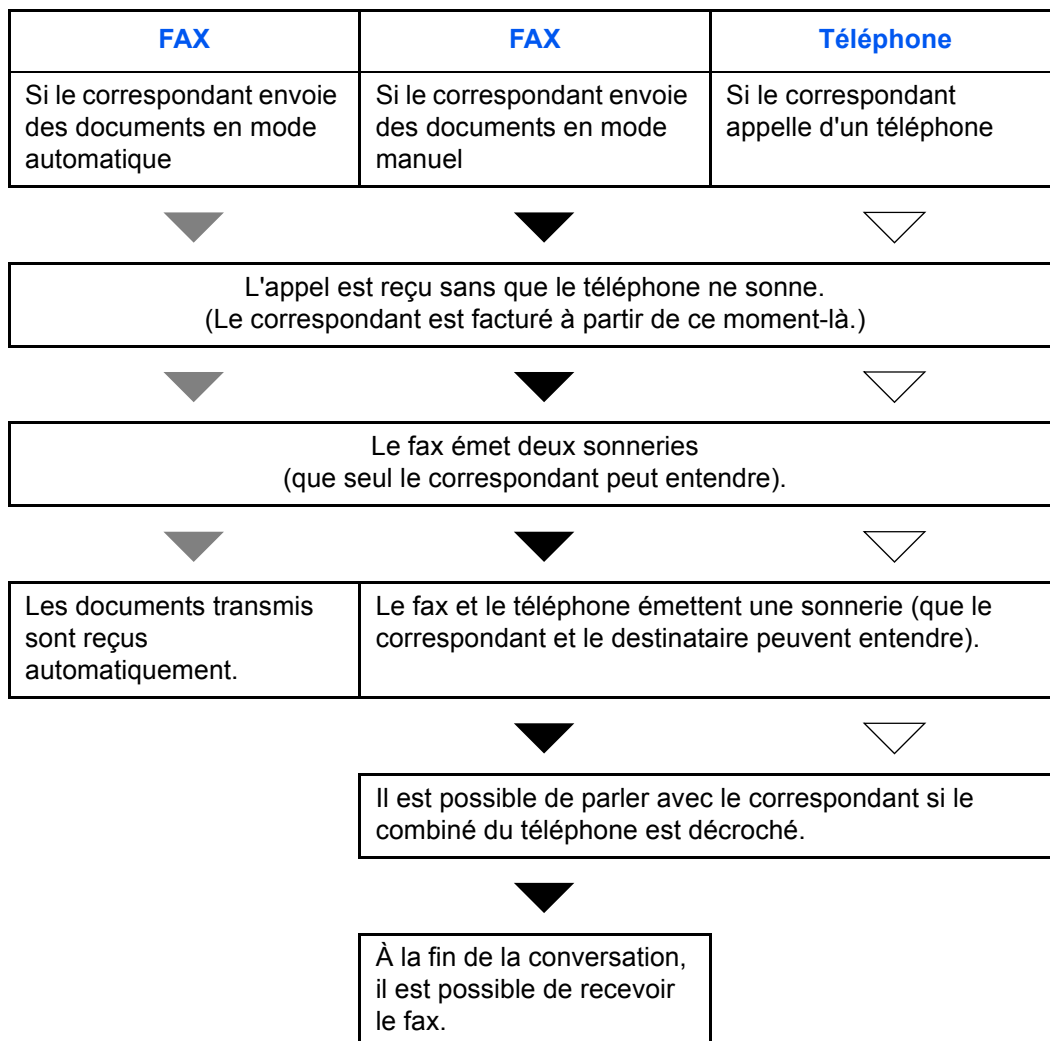 FAX
FAX
Téléphone
Si le correspondant envoie
des documents en mode
automatique
Si le correspondant envoie
des documents en mode
manuel
Si le correspondant
appelle d'un téléphone
L'appel est reçu sans que le téléphone ne sonne.
(Le correspondant est facturé à partir de ce moment-là.)
Le fax émet deux sonneries
(que seul le correspondant peut entendre).
Les documents transmis
sont reçus
automatiquement.
Le fax et le téléphone émettent une sonnerie (que le
correspondant et le destinataire peuvent entendre).
Il est possible de parler avec le correspondant si le
combiné du téléphone est décroché.
À la fin de la conversation,
il est possible de recevoir
le fax.